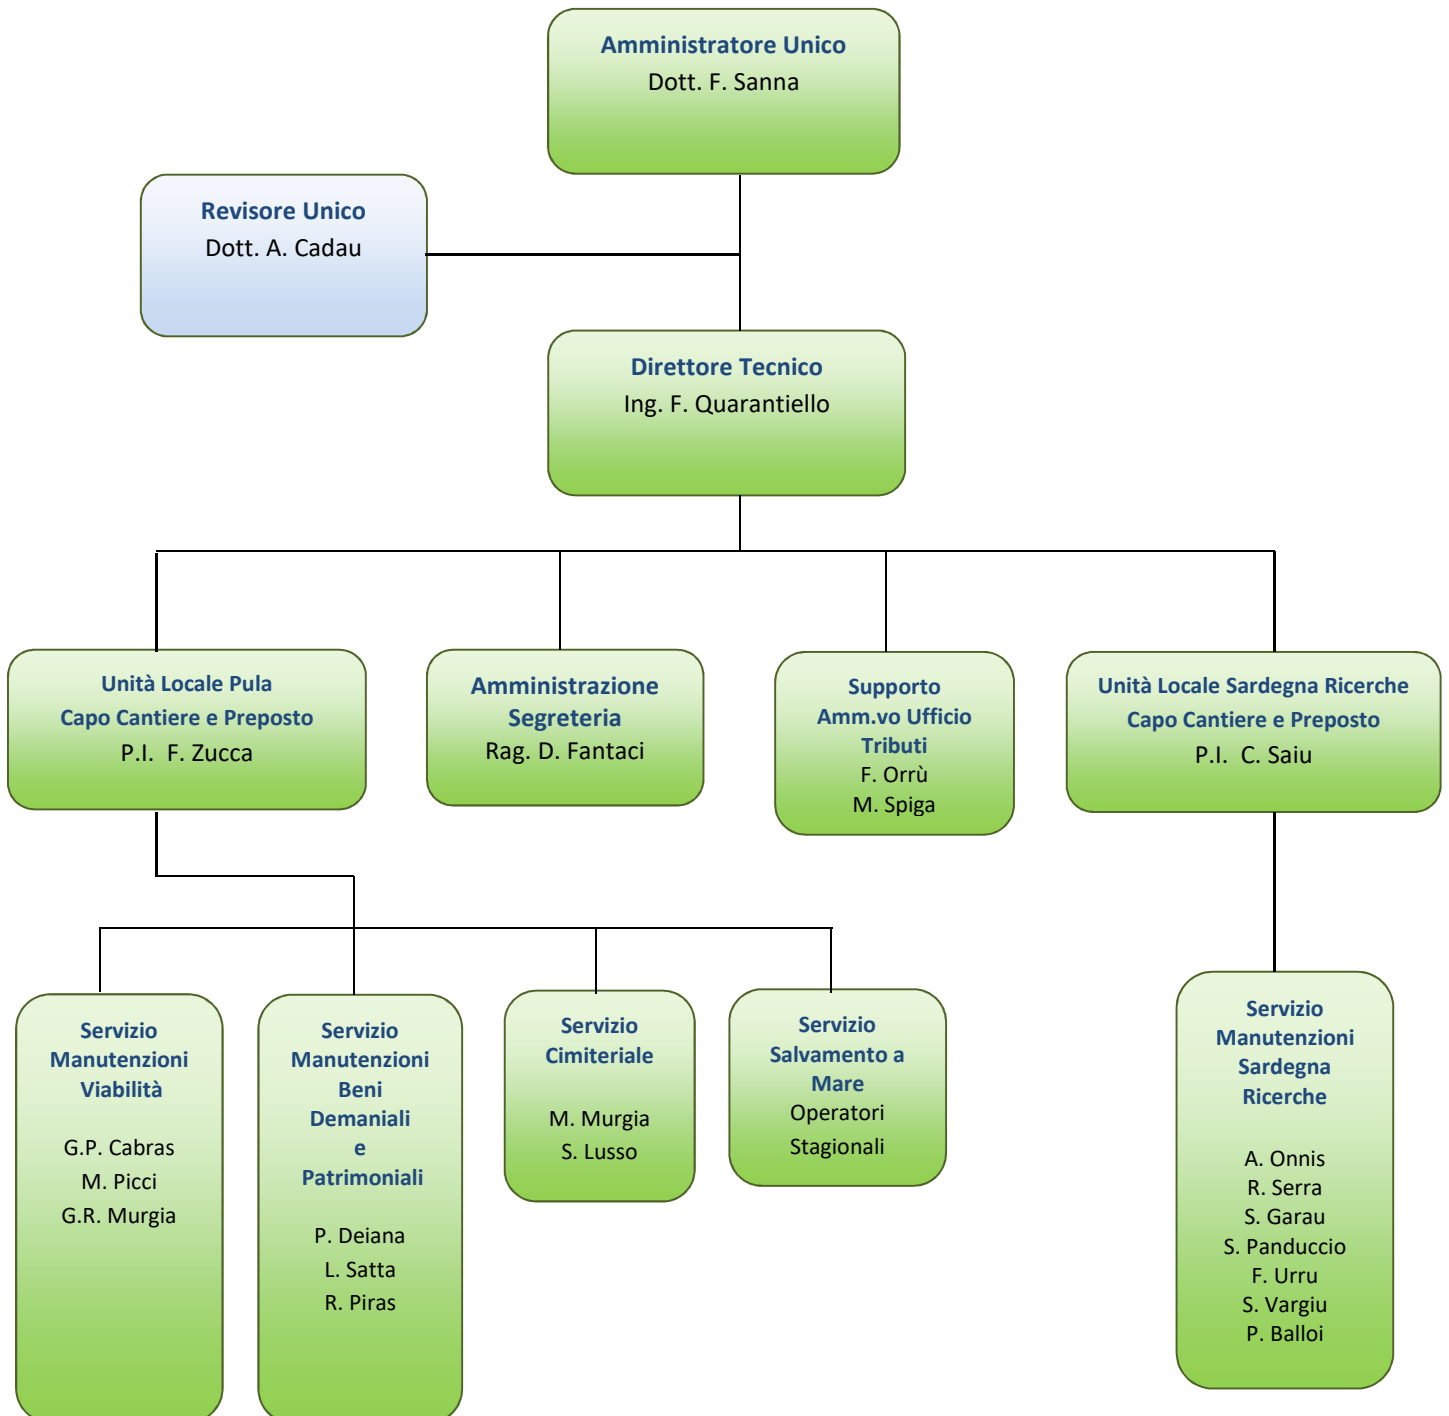 Amministratore Unico
Dott. F. Sanna
Revisore Unico
Dott. A. Cadau
Direttore Tecnico
Ing. F. Quarantiello
Unità Locale Pula
Capo Cantiere e Preposto
P.I. F. Zucca
Amministrazione
Segreteria
Rag. D. Fantaci
Supporto
Amm.vo Ufficio
Tributi
F. Orrù
M. Spiga
Unità Locale Sardegna Ricerche
Capo Cantiere e Preposto
P.I. C. Saiu
Servizio
Manutenzioni
Viabilità
G.P. Cabras
M. Picci
G.R. Murgia
Servizio
Manutenzioni
Beni
Demaniali
e
Patrimoniali
P. Deiana
L. Satta
R. Piras
Servizio
Cimiteriale
M. Murgia
S. Lusso
Servizio
Salvamento a
Mare
Operatori
Stagionali
Servizio
Manutenzioni
Sardegna
Ricerche
A. Onnis
R. Serra
S. Garau
S. Panduccio
F. Urru
S. Vargiu
P. Balloi